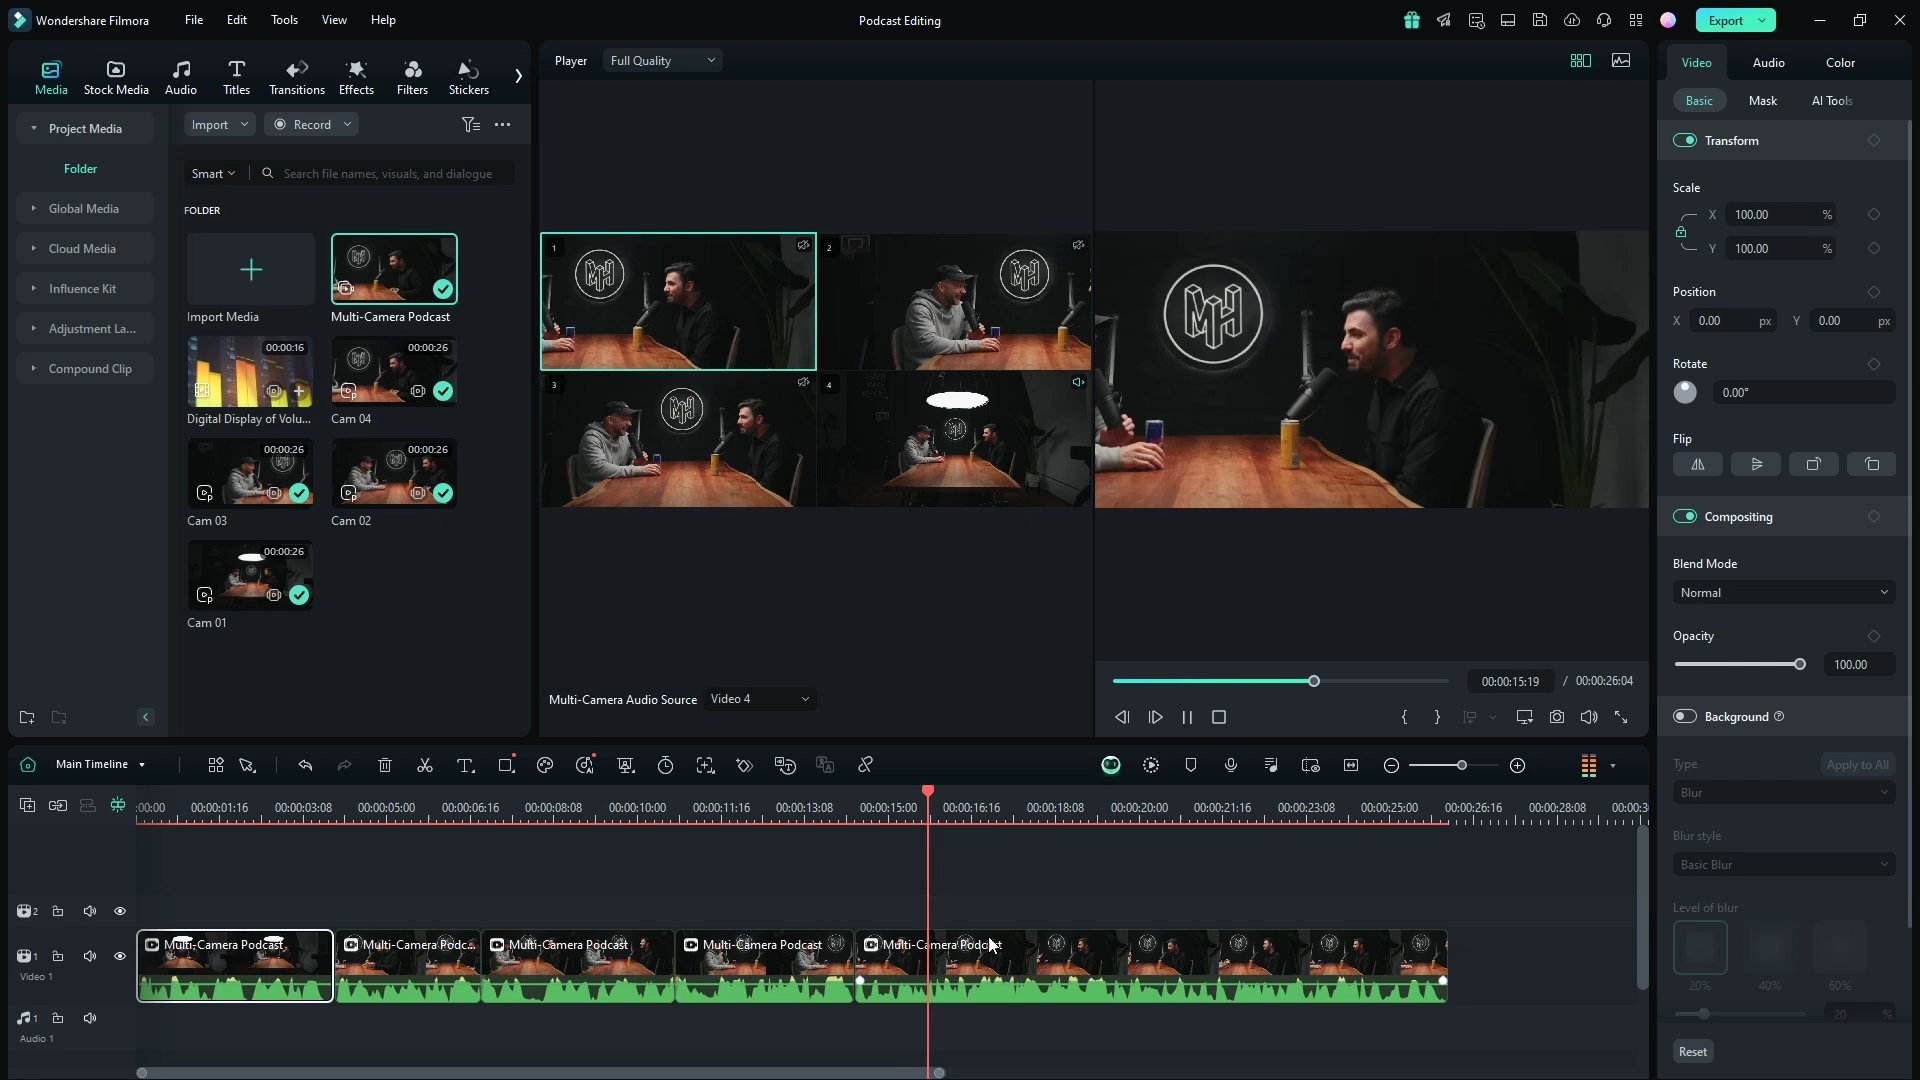 Wondershare Filmora
File
Edit
Tools
View
Help
Podcast Editing
Export
Media
Stock Media
Audio
Titles
Transitions
Effects
Filters
Stickers
Player
Full Quality
Video
Audio
Color
Basic
Mask
AI Tools
Project Media
Folder
Global Media
Cloud Media
Influence Kit
Adjustment La...
Compound Clip
Import
Record
Smart
Search file names, visuals, and dialogue
FOLDER
Import Media
Multi-Camera Podcast
00:00:16
Digital Display of Volu...
00:00:26
Cam 04
00:00:26
Cam 03
00:00:26
Cam 02
00:00:26
Cam 01
1
2
3
4
MH
Multi-Camera Audio Source
Video 4
00:00:15:19
/
00:00:26:04
Transform
Scale
X
100.00
%
Y
100.00
%
Position
X
0.00
px
Y
0.00
px
Rotate
0.00°
Flip
Compositing
Blend Mode
Normal
Opacity
100.00
Background
Type
Apply to All
Blur
Blur style
Basic Blur
Level of blur
20%
40%
60%
20
%
Reset
Main Timeline
:00:00
00:00:01:16
00:00:03:08
00:00:05:00
00:00:06:16
00:00:08:08
00:00:10:00
00:00:11:16
00:00:13:08
00:00:15:00
00:00:16:16
00:00:18:08
00:00:20:00
00:00:21:16
00:00:23:08
00:00:25:00
00:00:26:16
00:00:28:08
2
1
Video 1
Multi-Camera Podcast
Multi-Camera Podc...
Multi-Camera Podcast
Multi-Camera Podcast
Multi-Camera Podcast
1
Audio 1